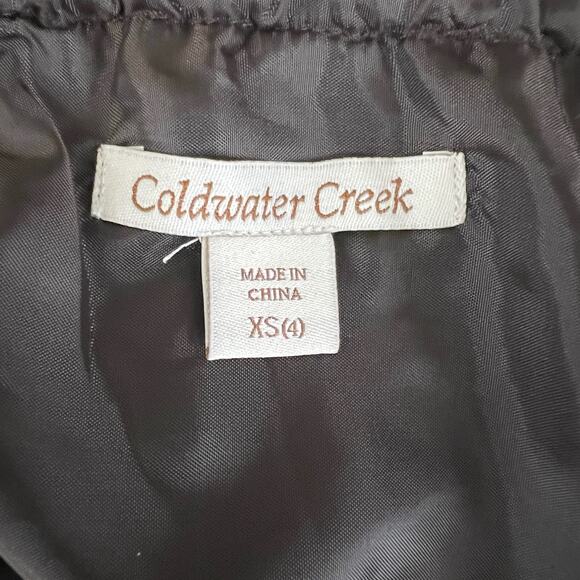 Coldwater Creek
MADE IN
CHINA
XS(4)